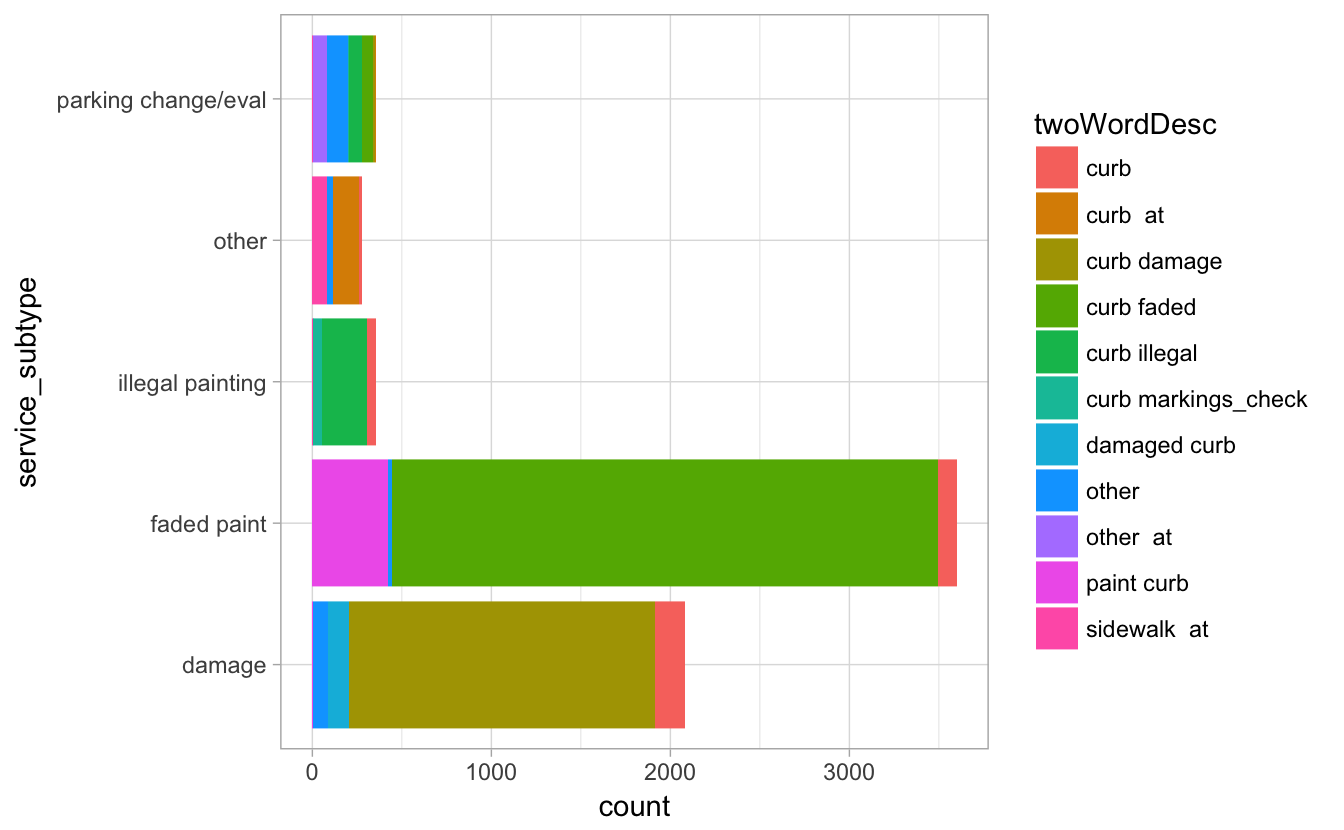 parking change/eval
other
illegal painting
faded paint
damage
service_subtype
0 1000 2000 3000
count
twoWordDesc
curb
curb  at
curb damage
curb faded
curb illegal
curb markings_check
damaged curb
other
other  at
paint curb
sidewalk  at